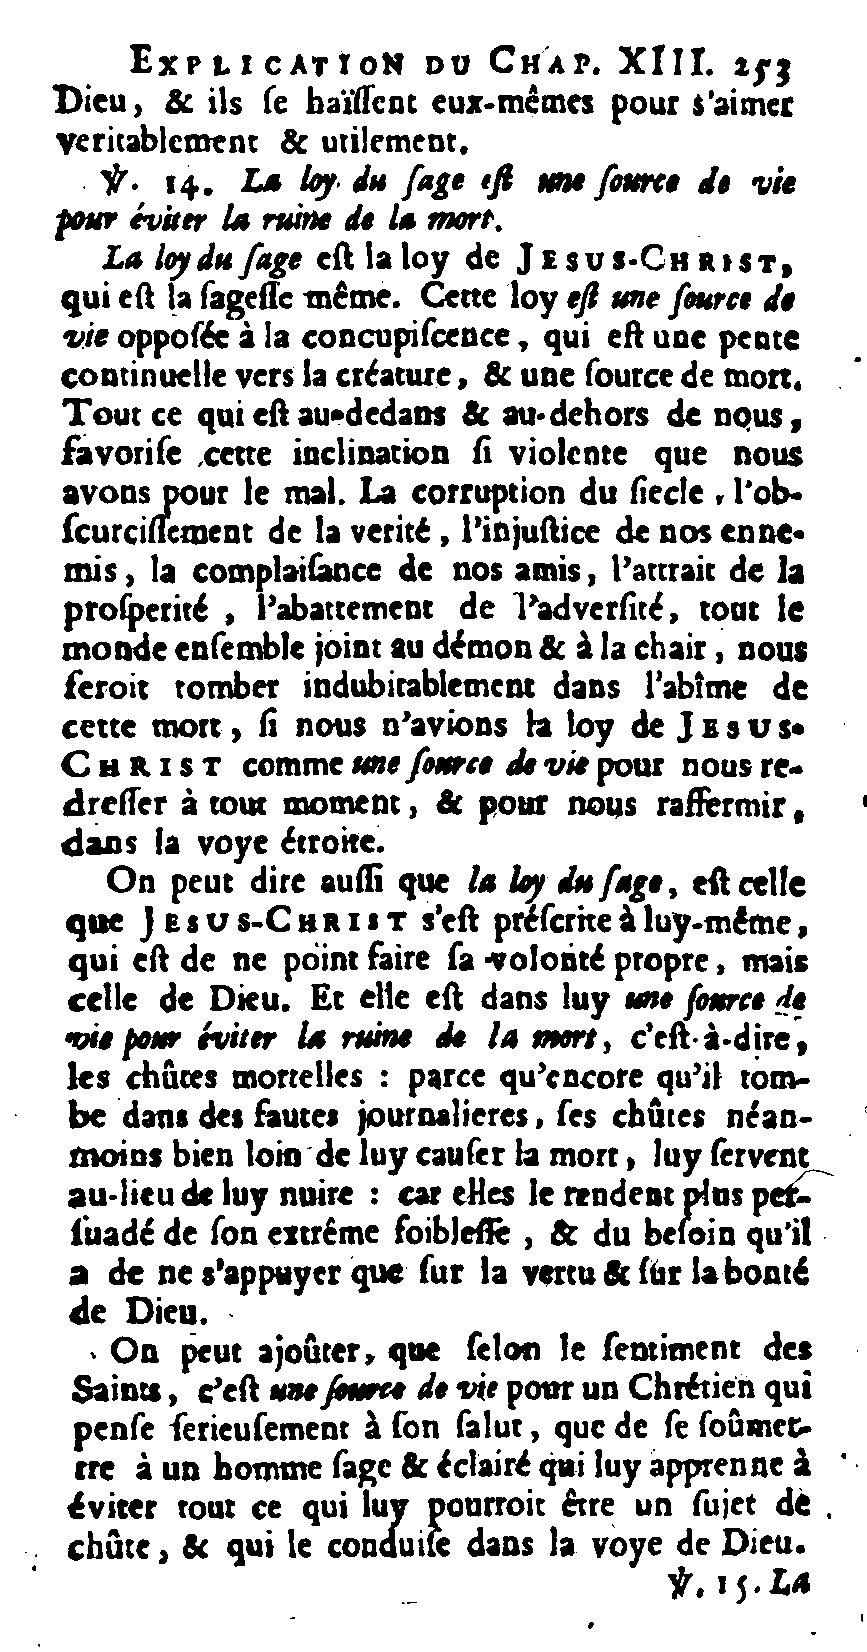 EXPLICATION DU CHAP. XIII. 253
Dieu, & ils ſe haïſſent eux-mêmes pour s'aimer
veritablement & utilement.
℣. 14. La loy du ſage eſt une ſource de vie
pour éviter la ruine de la mort.
La loy du ſage eſt la loy de JESUS-CHRIST,
qui eſt la ſageſſe même. Cette loy eſt une ſource de
vie oppoſée à la concupiſcence, qui eſt une pente
continuelle vers la créature, & une ſource de mort.
Tout ce qui eſt au-dedans & au-dehors de nous,
favoriſe cette inclination ſi violente que nous
avons pour le mal. La corruption du ſiecle, l'ob-
ſcurciſſement de la verité, l'injuſtice de nos enne-
mis, la complaiſance de nos amis, l'attrait de la
proſperité, l'abattement de l'adverſité, tout le
monde enſemble joint au démon & à la chair, nous
feroit tomber indubitablement dans l'abîme de
cette mort, ſi nous n'avions la loy de JESUS-
CHRIST comme une ſource de vie pour nous re-
dreſſer à tout moment, & pour nous raffermir,
dans la voye étroite.
On peut dire auſſi que la loy du ſage, eſt celle
que JESUS-CHRIST s'eſt préſcrite à luy-même,
qui eſt de ne point faire ſa volonté propre, mais
celle de Dieu. Et elle eſt dans luy une ſource de
vie pour éviter la ruine de la mort, c'eſt-à-dire,
les chûtes mortelles : parce qu'encore qu'il tom-
be dans des fautes journalieres, ſes chûtes néan-
moins bien loin de luy cauſer la mort, luy ſervent
au-lieu de luy nuire : car elles le rendent plus per-
ſuadé de ſon extrême foibleſſe, & du beſoin qu'il
a de ne s'appuyer que ſur la vertu & ſur la bonté
de Dieu.
On peut ajoûter, que ſelon le ſentiment des
Saints, c'eſt une ſource de vie pour un Chrétien qui
penſe ſerieuſement à ſon ſalut, que de ſe ſoûmet-
tre à un homme ſage & éclairé qui luy apprenne à
éviter tout ce qui luy pourroit être un ſujet de
chûte, & qui le conduiſe dans la voye de Dieu.
℣. 15. La